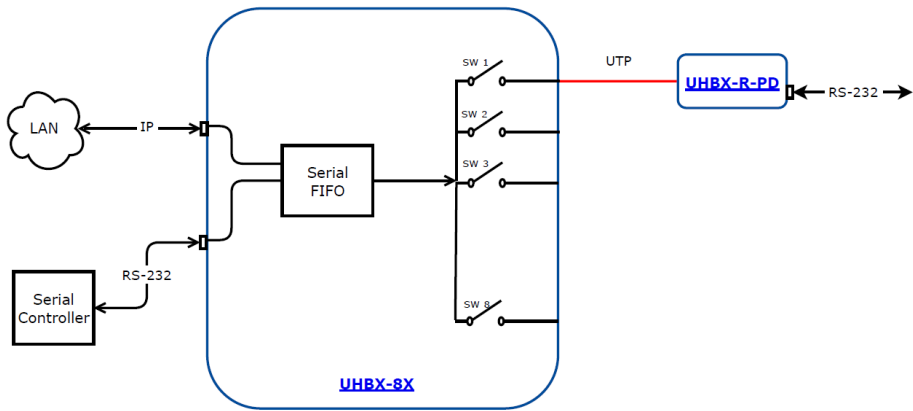 SW 1
UTP
UHBX-R-PD
RS-232
LAN
IP
SW 2
Serial
FIFO
SW 3
RS-232
Serial
Controller
SW 8
UHBX-8X